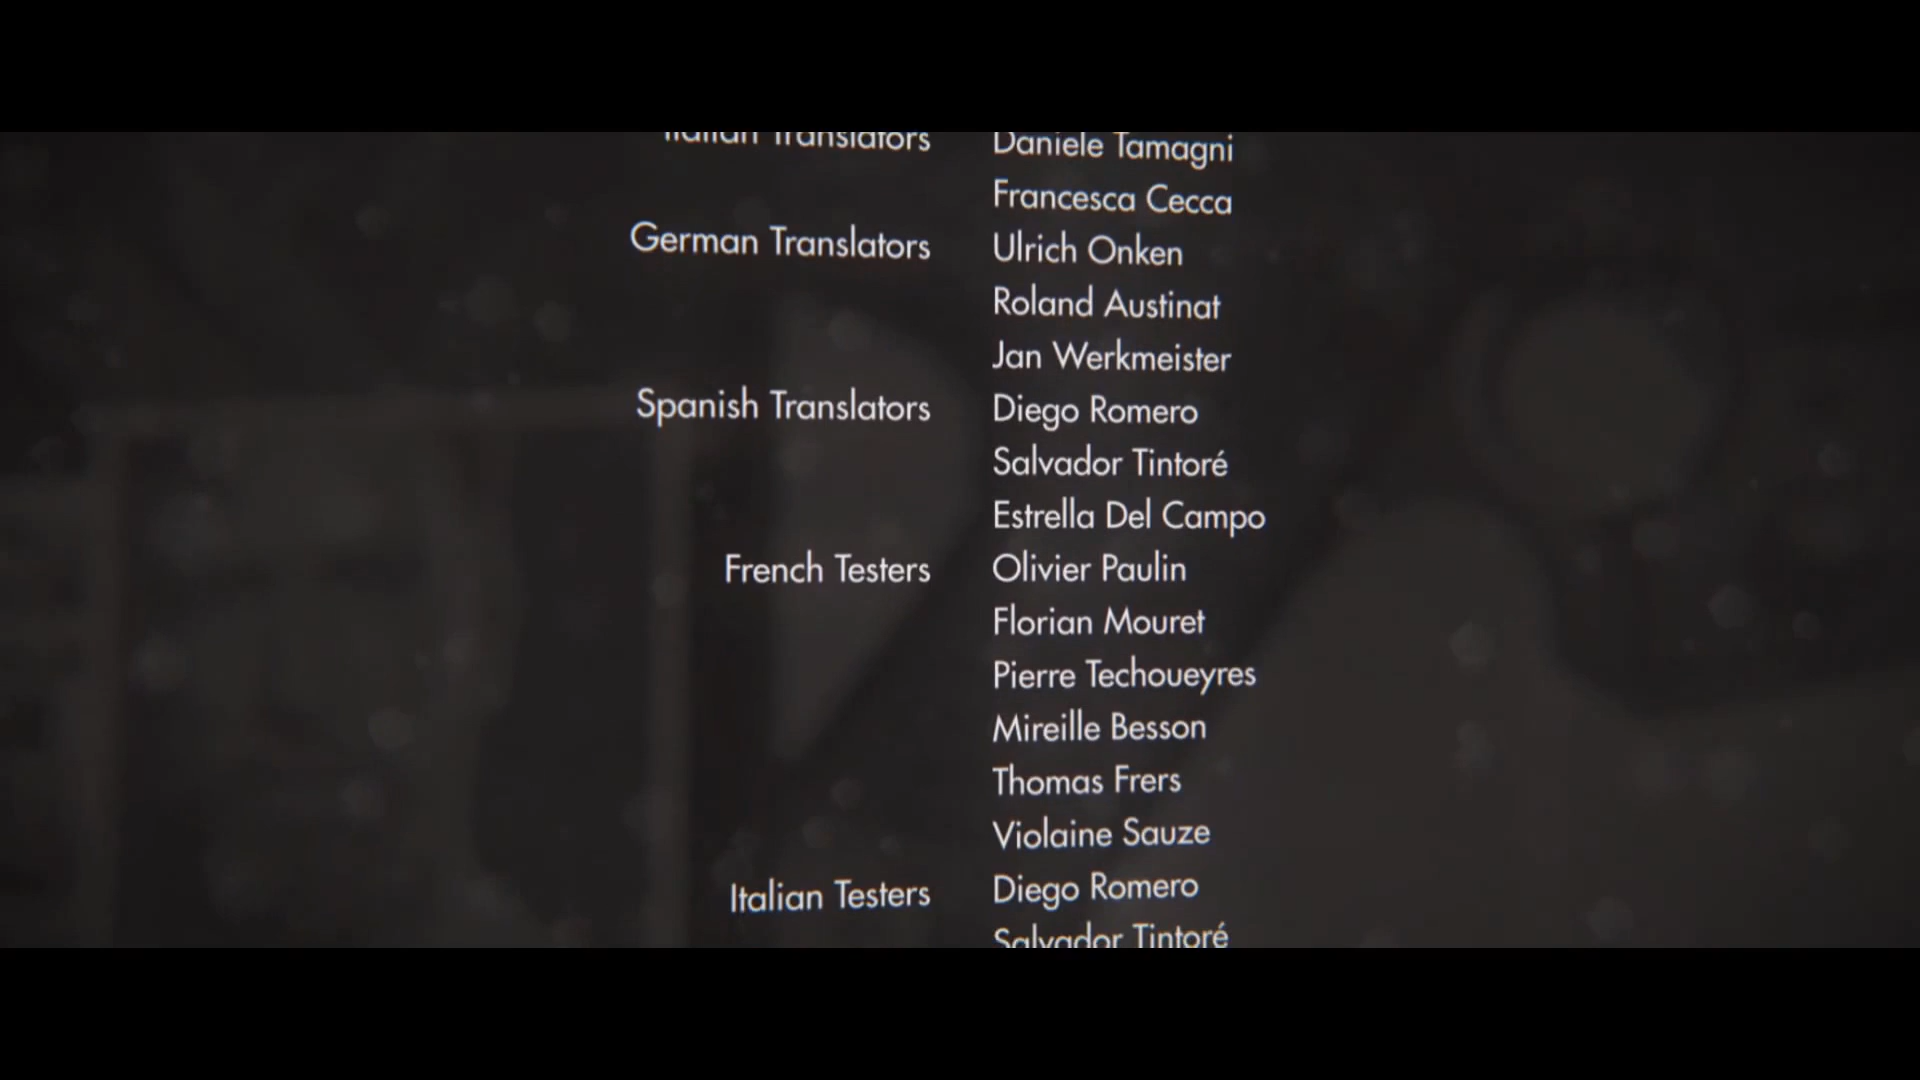 Italian Translators Daniele Tamagni
Francesca Cecca
German Translators Ulrich Onken
Roland Austinat
Jan Werkmeister
Spanish Translators Diego Romero
Salvador Tintoré
Estrella Del Campo
French Testers Olivier Paulin
Florian Mouret
Pierre Techoueyres
Mireille Besson
Thomas Frers
Violaine Sauze
Italian Testers Diego Romero
Salvador Tintoré